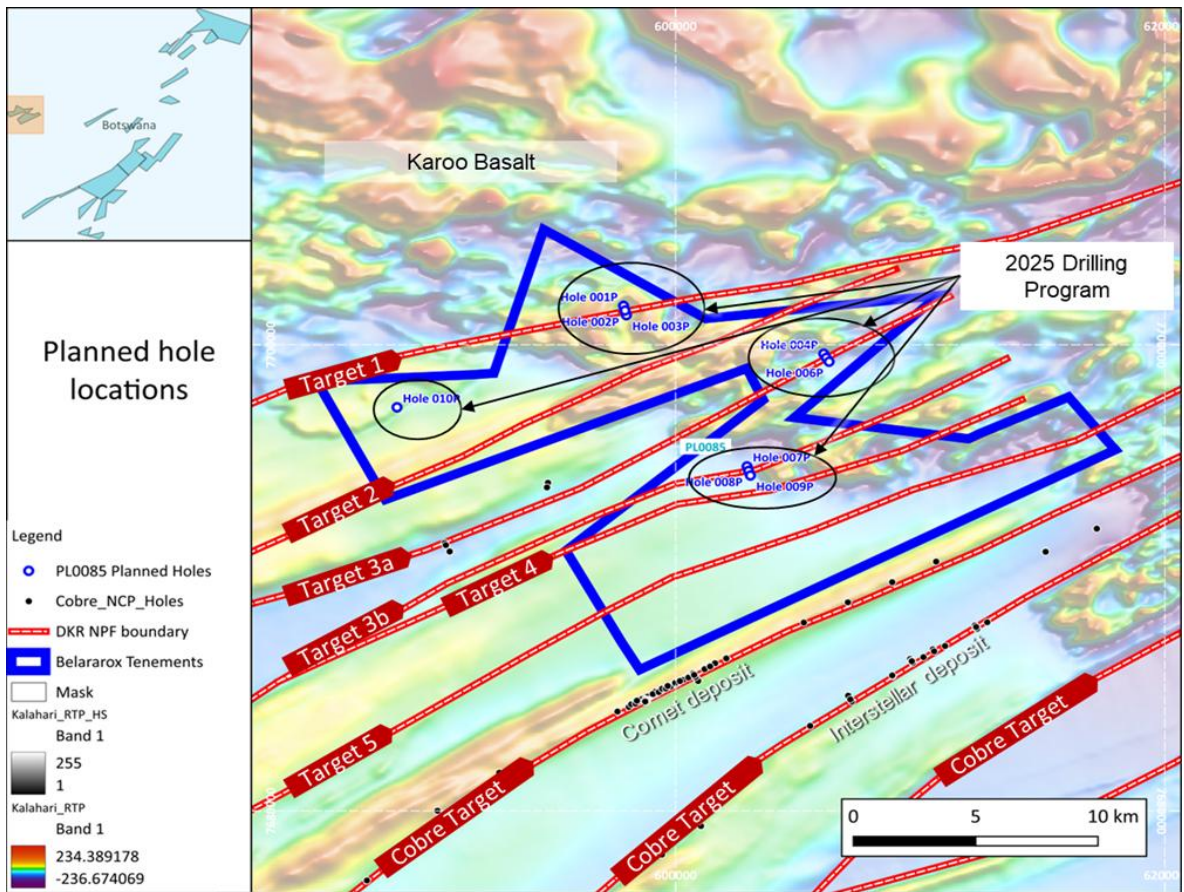 Botswana
Planned hole
locations
Legend
PL0085 Planned Holes
Cobre_NCP_Holes
DKR NPF boundary
Belararox Tenements
Mask
Kalahari_RTP_HS
Band 1
255
1
Kalahari_RTP
Band 1
234.389178
-236.674069
600000
62000
Karoo Basalt
2025 Drilling
Program
Hole 001P
Hole 002P
Hole 003P
Hole 004P
Hole 006P
Hole 010P
PL0085
Hole 007P
Hole 008P
Hole 009P
Target 1
Target 2
Target 3a
Target 3b
Target 4
Target 5
Cobre Target
Cobre Target
Cobre Target
Comet deposit
Interstellar deposit
7680000
7680000
0
5
10 km
600000
62000